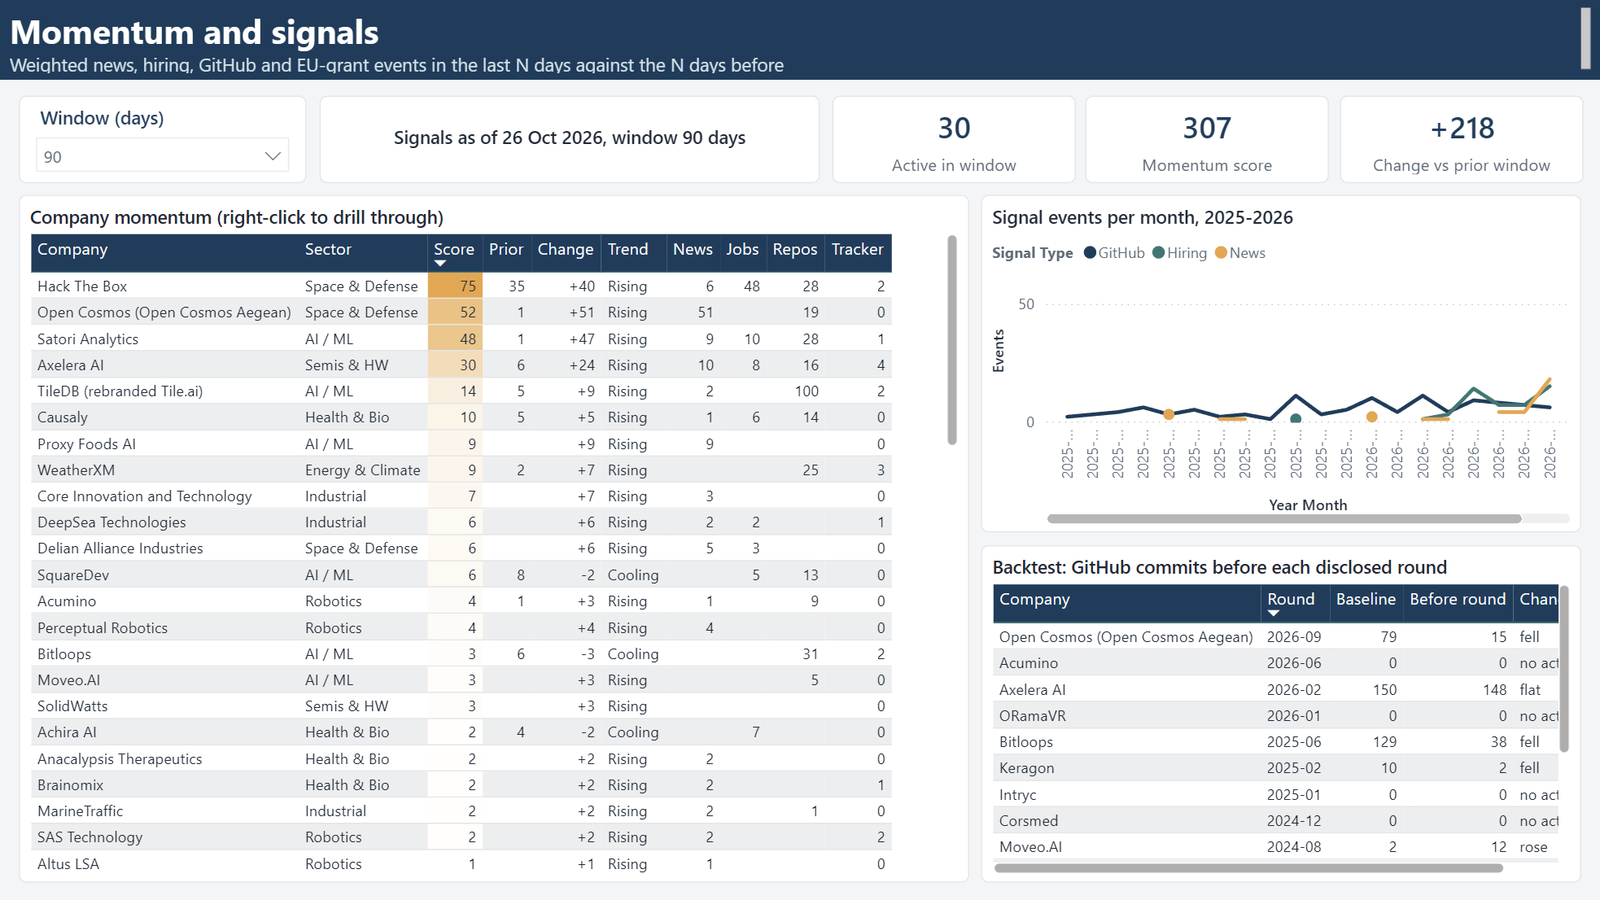 Momentum and signals
Weighted news, hiring, GitHub and EU-grant events in the last N days against the N days before
Window (days)
90
Signals as of 26 Oct 2026, window 90 days
30
Active in window
307
Momentum score
+218
Change vs prior window
Company momentum (right-click to drill through)
Company Sector Score Prior Change Trend News Jobs Repos Tracker
Hack The Box Space & Defense 75 35 +40 Rising 6 48 28 2
Open Cosmos (Open Cosmos Aegean) Space & Defense 52 1 +51 Rising 51 19 0
Satori Analytics AI / ML 48 1 +47 Rising 9 10 28 1
Axelera AI Semis & HW 30 6 +24 Rising 10 8 16 4
TileDB (rebranded Tile.ai) AI / ML 14 5 +9 Rising 2 100 2
Causaly Health & Bio 10 5 +5 Rising 1 6 14 0
Proxy Foods AI AI / ML 9 +9 Rising 9 0
WeatherXM Energy & Climate 9 2 +7 Rising 25 3
Core Innovation and Technology Industrial 7 +7 Rising 3 0
DeepSea Technologies Industrial 6 +6 Rising 2 2 1
Delian Alliance Industries Space & Defense 6 +6 Rising 5 3 0
SquareDev AI / ML 6 8 -2 Cooling 5 13 0
Acumino Robotics 4 1 +3 Rising 1 9 0
Perceptual Robotics Robotics 4 +4 Rising 4 0
Bitloops AI / ML 3 6 -3 Cooling 31 2
Moveo.AI AI / ML 3 +3 Rising 5 0
SolidWatts Semis & HW 3 +3 Rising 0
Achira AI Health & Bio 2 4 -2 Cooling 7 0
Anacalypsis Therapeutics Health & Bio 2 +2 Rising 2 0
Brainomix Health & Bio 2 +2 Rising 2 1
MarineTraffic Industrial 2 +2 Rising 2 1 0
SAS Technology Robotics 2 +2 Rising 2 2
Altus LSA Robotics 1 +1 Rising 1 0
Signal events per month, 2025-2026
Signal Type GitHub Hiring News
50
Events
0
2025-... 2025-... 2025-... 2025-... 2025-... 2025-... 2025-... 2025-... 2025-... 2025-... 2025-... 2025-... 2026-... 2026-... 2026-... 2026-... 2026-... 2026-... 2026-... 2026-...
Year Month
Backtest: GitHub commits before each disclosed round
Company Round Baseline Before round Chan
Open Cosmos (Open Cosmos Aegean) 2026-09 79 15 fell
Acumino 2026-06 0 0 no act
Axelera AI 2026-02 150 148 flat
ORamaVR 2026-01 0 0 no act
Bitloops 2025-06 129 38 fell
Keragon 2025-02 10 2 fell
Intryc 2025-01 0 0 no act
Corsmed 2024-12 0 0 no act
Moveo.AI 2024-08 2 12 rose